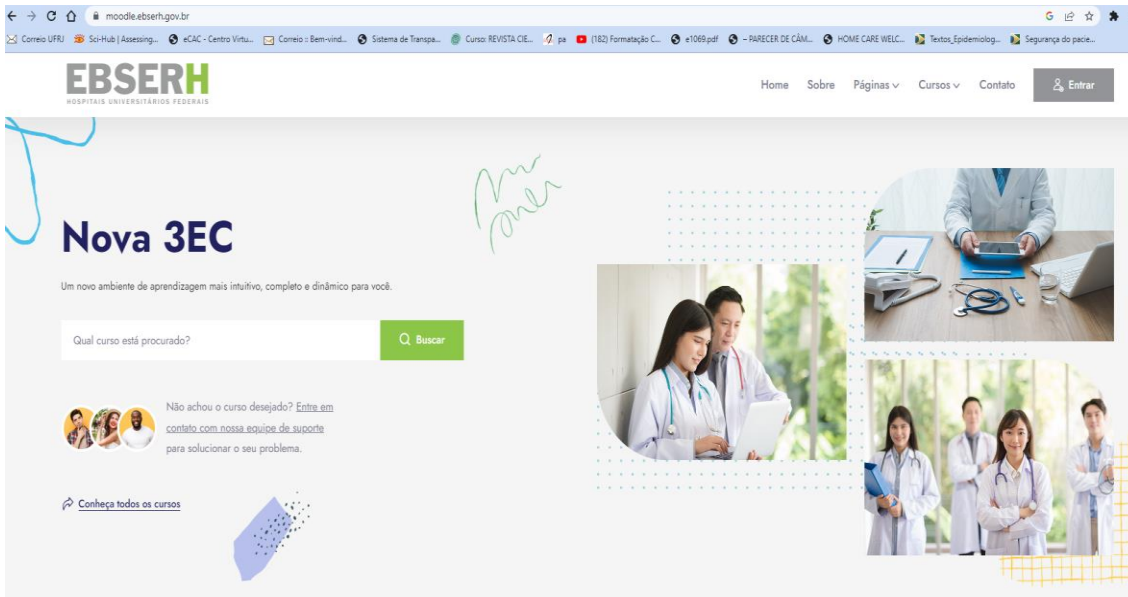 moodle.ebserh.gov.br
Correio UFRJ Sci-Hub | Assessing... eCAC - Centro Virtu... Correio :: Bem-vind... Sistema de Transpa... Curso: REVISTA CIE... pa (182) Formatação C... e1069.pdf – PARECER DE CÂM... HOME CARE WELC... Textos_Epidemiolog... Segurança do pacie...
EBSERH
HOSPITAIS UNIVERSITÁRIOS FEDERAIS
Home Sobre Páginas Cursos Contato Entrar
Nova 3EC
Um novo ambiente de aprendizagem mais intuitivo, completo e dinâmico para você.
Qual curso está procurado? Buscar
Não achou o curso desejado? Entre em
contato com nossa equipe de suporte
para solucionar o seu problema.
Conheça todos os cursos